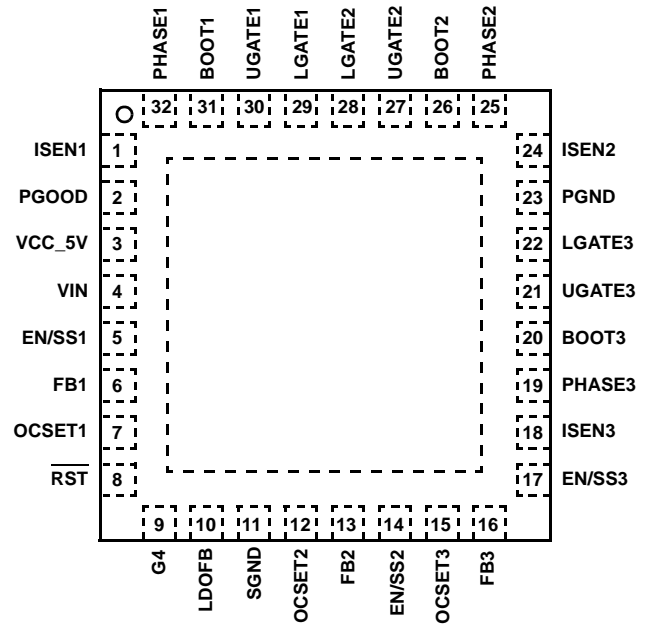 PHASE1
BOOT1
UGATE1
LGATE1
LGATE2
UGATE2
BOOT2
PHASE2
32
31
30
29
28
27
26
25
ISEN1
1
24
ISEN2
PGOOD
2
23
PGND
VCC_5V
3
22
LGATE3
VIN
4
21
UGATE3
EN/SS1
5
20
BOOT3
FB1
6
19
PHASE3
OCSET1
7
18
ISEN3
RST
8
17
EN/SS3
9
10
11
12
13
14
15
16
G4
LDOFB
SGND
OCSET2
FB2
EN/SS2
OCSET3
FB3